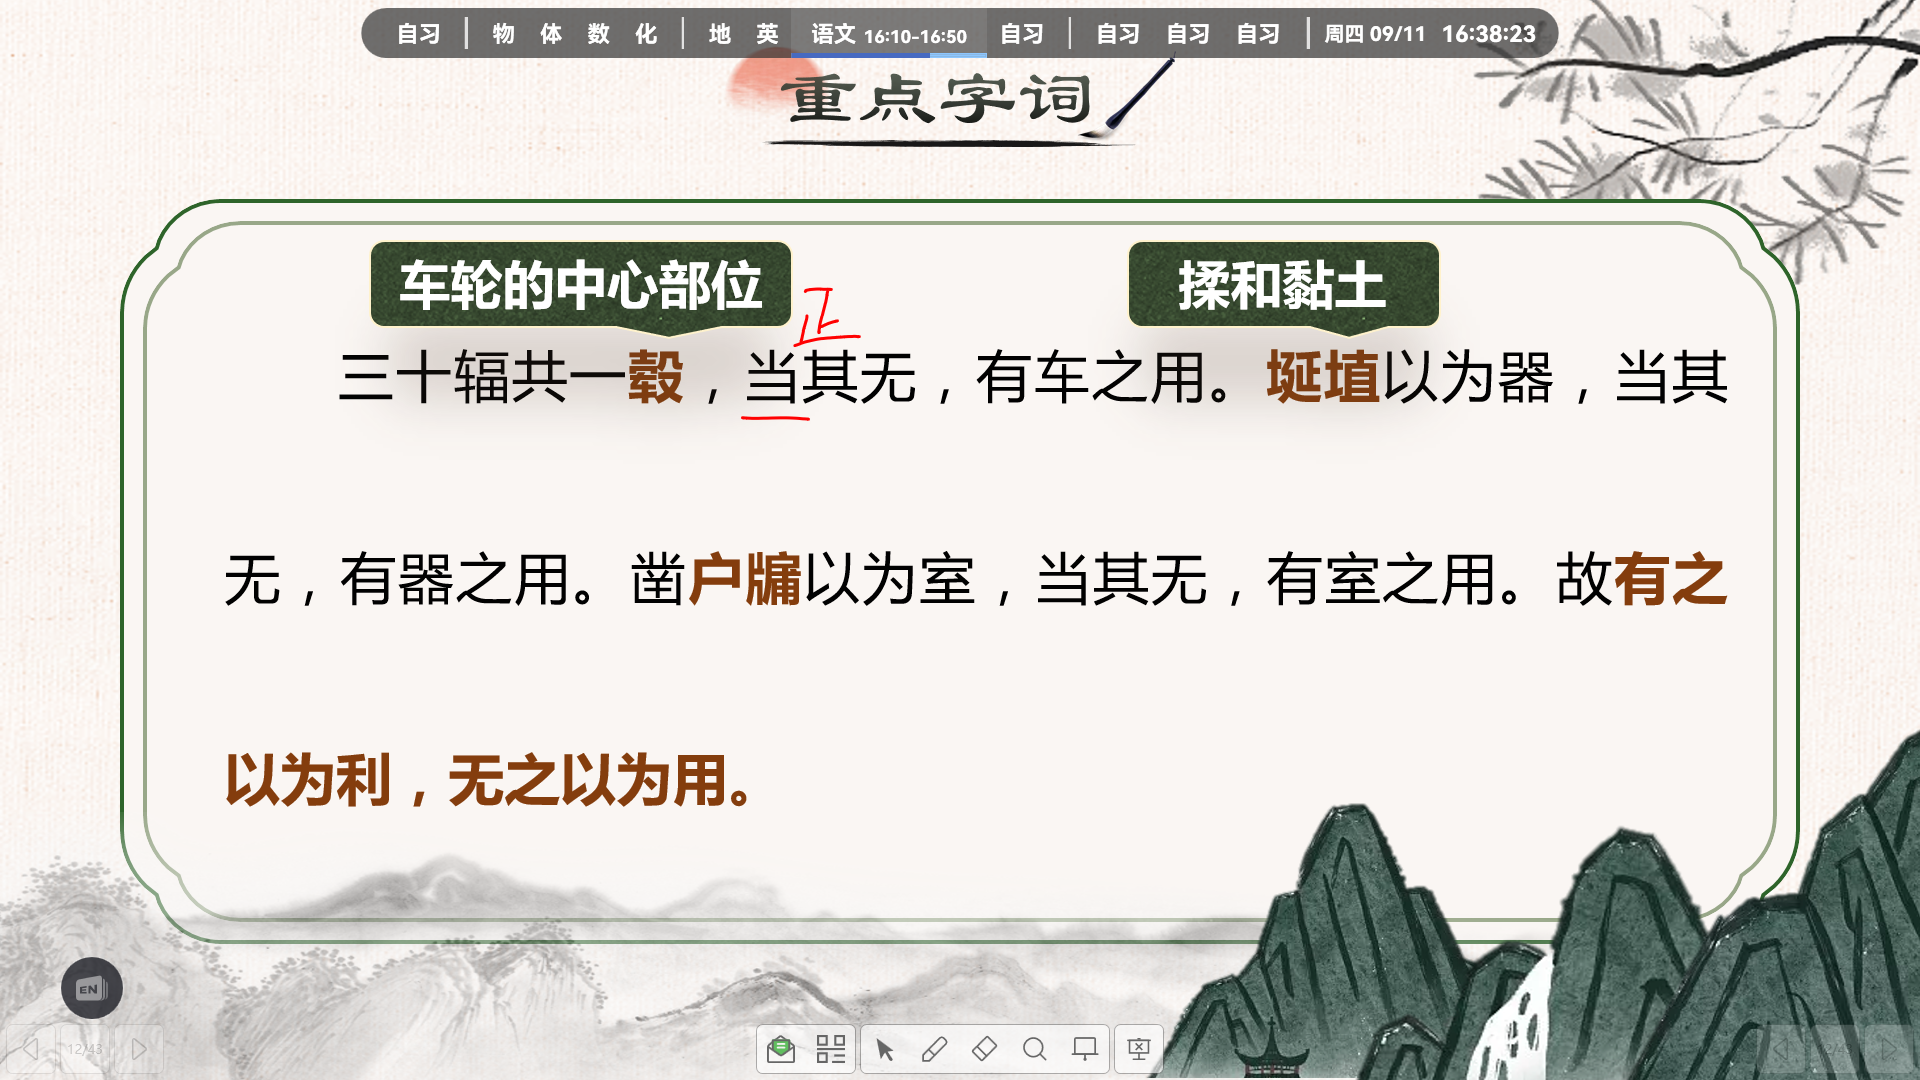 自习 | 物 体 数 化 | 地 英 语文 16:10-16:50 自习 | 自习 自习 自习 | 周四 09/11 16:38:23
重点字词
车轮的中心部位 揉和黏土
正
三十辐共一毂，当其无，有车之用。埏埴以为器，当其
无，有器之用。凿户牖以为室，当其无，有室之用。故有之
以为利，无之以为用。
EN
12/43